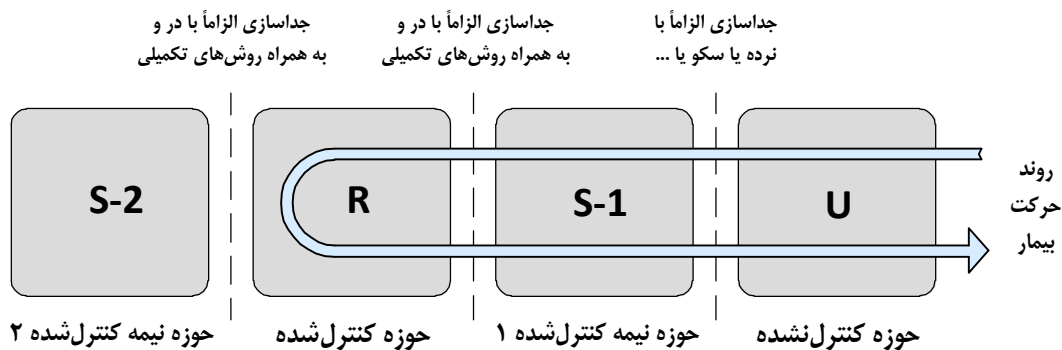 جداسازی الزاماً با
نرده یا سکو یا ...
جداسازی الزاماً با در و
به همراه روش‌های تکمیلی
جداسازی الزاماً با در و
به همراه روش‌های تکمیلی
روند
حرکت
بیمار
U
S-1
R
S-2
حوزه کنترل‌نشده
حوزه نیمه کنترل‌شده ۱
حوزه کنترل‌شده
حوزه نیمه کنترل‌شده ۲